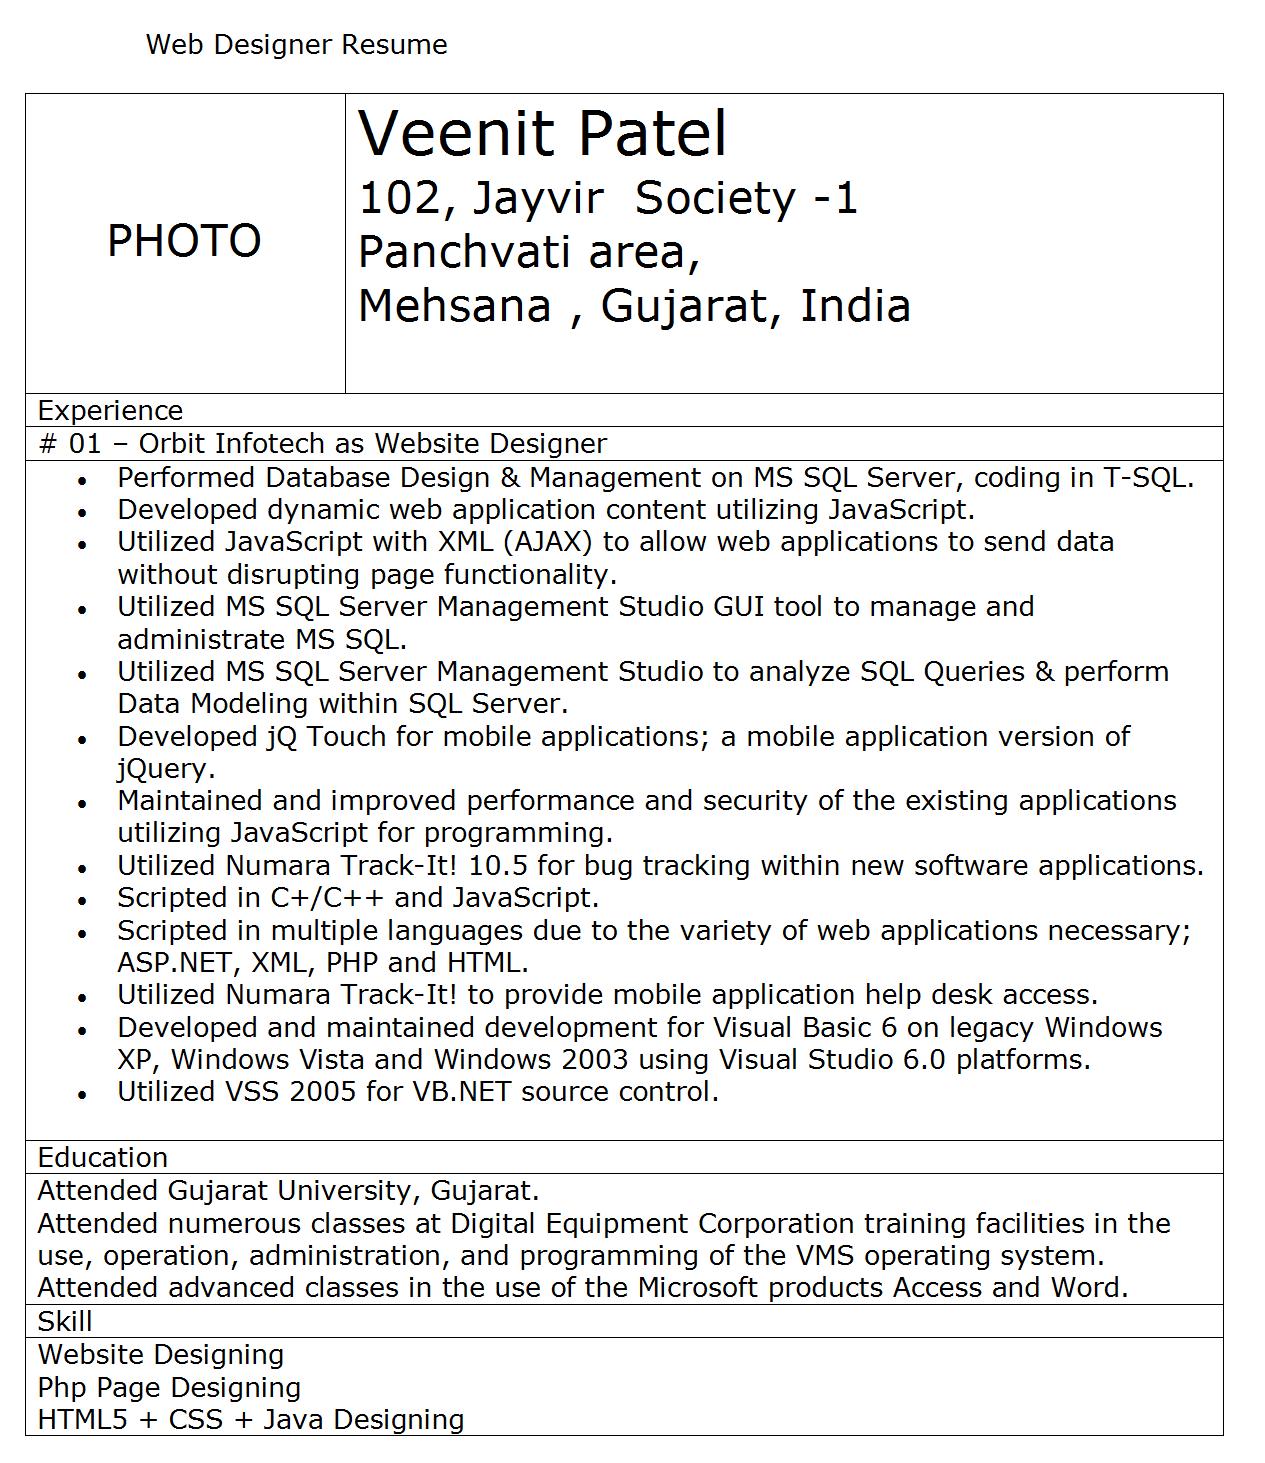 Web Designer Resume
PHOTO
Veenit Patel
102, Jayvir  Society -1
Panchvati area,
Mehsana , Gujarat, India
Experience
# 01 – Orbit Infotech as Website Designer
• Performed Database Design & Management on MS SQL Server, coding in T-SQL.
• Developed dynamic web application content utilizing JavaScript.
• Utilized JavaScript with XML (AJAX) to allow web applications to send data
without disrupting page functionality.
• Utilized MS SQL Server Management Studio GUI tool to manage and
administrate MS SQL.
• Utilized MS SQL Server Management Studio to analyze SQL Queries & perform
Data Modeling within SQL Server.
• Developed jQ Touch for mobile applications; a mobile application version of
jQuery.
• Maintained and improved performance and security of the existing applications
utilizing JavaScript for programming.
• Utilized Numara Track-It! 10.5 for bug tracking within new software applications.
• Scripted in C+/C++ and JavaScript.
• Scripted in multiple languages due to the variety of web applications necessary;
ASP.NET, XML, PHP and HTML.
• Utilized Numara Track-It! to provide mobile application help desk access.
• Developed and maintained development for Visual Basic 6 on legacy Windows
XP, Windows Vista and Windows 2003 using Visual Studio 6.0 platforms.
• Utilized VSS 2005 for VB.NET source control.
Education
Attended Gujarat University, Gujarat.
Attended numerous classes at Digital Equipment Corporation training facilities in the
use, operation, administration, and programming of the VMS operating system.
Attended advanced classes in the use of the Microsoft products Access and Word.
Skill
Website Designing
Php Page Designing
HTML5 + CSS + Java Designing